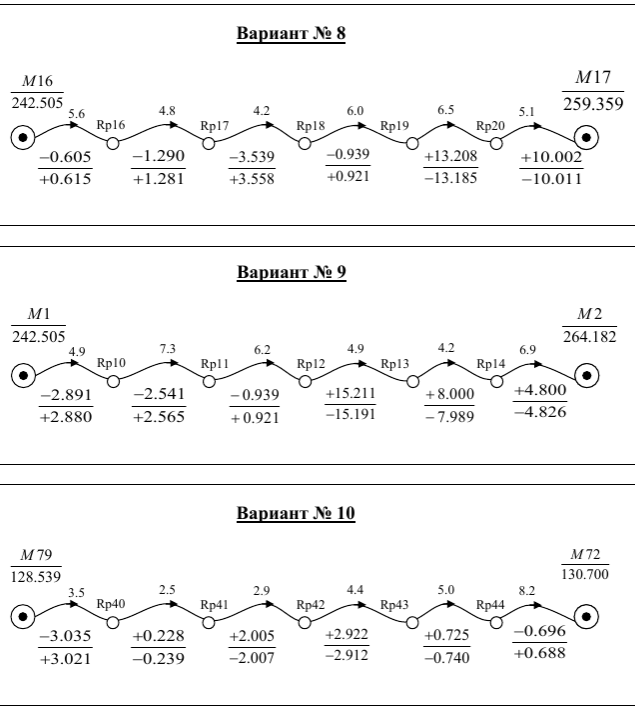 Вариант № 8
M16
242.505
M17
259.359
5.6 4.8 4.2 6.0 6.5 5.1
Rp16 Rp17 Rp18 Rp19 Rp20
−0.605 −1.290 −3.539 −0.939 +13.208 +10.002
+0.615 +1.281 +3.558 +0.921 −13.185 −10.011
Вариант № 9
M1
242.505
M2
264.182
4.9 7.3 6.2 4.9 4.2 6.9
Rp10 Rp11 Rp12 Rp13 Rp14
−2.891 −2.541 −0.939 +15.211 +8.000 +4.800
+2.880 +2.565 +0.921 −15.191 −7.989 −4.826
Вариант № 10
M79
128.539
M72
130.700
3.5 2.5 2.9 4.4 5.0 8.2
Rp40 Rp41 Rp42 Rp43 Rp44
−3.035 +0.228 +2.005 +2.922 +0.725 −0.696
+3.021 −0.239 −2.007 −2.912 −0.740 +0.688